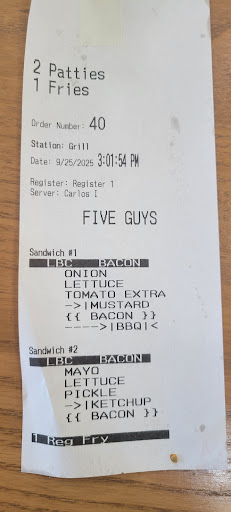 2 Patties
1 Fries
Order Number: 40
Station: Grill
Date: 9/25/2025 3:01:54 PM
Register: Register 1
Server: Carlos I
FIVE GUYS
Sandwich #1
LBC BACON
ONION
LETTUCE
TOMATO EXTRA
->|MUSTARD
{{ BACON }}
---->|BBQ|<
Sandwich #2
LBC BACON
MAYO
LETTUCE
PICKLE
->|KETCHUP
{{ BACON }}
1 Reg Fry